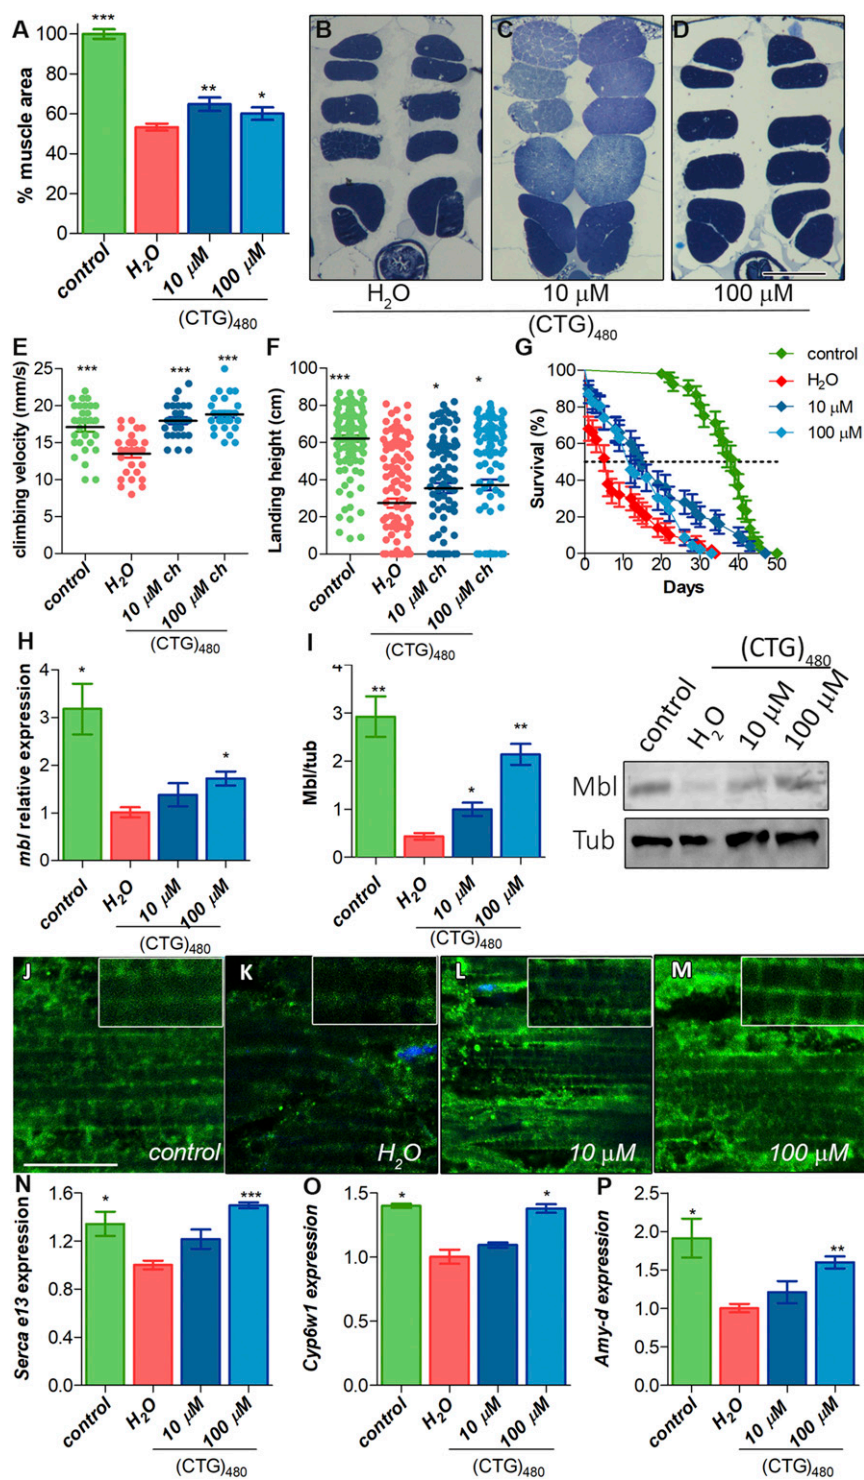 A
% muscle area
100
80
60
40
20
0
***
**
*
control
H₂O
10 μM
100 μM
(CTG)₄₈₀
B
C
D
H₂O
10 μM
100 μM
(CTG)₄₈₀
E
climbing velocity (mm/s)
30
25
20
15
10
5
0
***
***
***
control
H₂O
10 μM ch
100 μM ch
(CTG)₄₈₀
F
Landing height (cm)
100
80
60
40
20
0
***
*
*
control
H₂O
10 μM ch
100 μM ch
(CTG)₄₈₀
G
Survival (%)
100
80
60
40
20
0
0
10
20
30
40
50
Days
control
H₂O
10 μM
100 μM
H
mbl relative expression
4
3
2
1
0
*
*
control
H₂O
10 μM
100 μM
(CTG)₄₈₀
I
Mbl/tub
4
3
2
1
0
**
*
**
control
H₂O
10 μM
100 μM
(CTG)₄₈₀
(CTG)₄₈₀
control
H₂O
10 μM
100 μM
Mbl
Tub
J
control
K
H₂O
L
10 μM
M
100 μM
N
Serca e13 expression
1.6
1.2
0.8
0.4
0.0
*
***
control
H₂O
10 μM
100 μM
(CTG)₄₈₀
O
Cyp6w1 expression
1.5
1.0
0.5
0.0
*
*
control
H₂O
10 μM
100 μM
(CTG)₄₈₀
P
Amy-d expression
2.5
2.0
1.5
1.0
0.5
0.0
*
**
control
H₂O
10 μM
100 μM
(CTG)₄₈₀